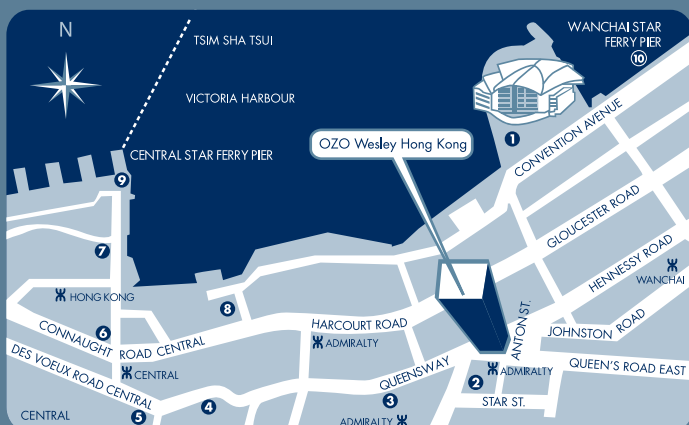 N
TSIM SHA TSUI
VICTORIA HARBOUR
WANCHAI STAR
FERRY PIER
10
1
OZO Wesley Hong Kong
CENTRAL STAR FERRY PIER
CONVENTION AVENUE
9
GLOUCESTER ROAD
7
HENNESSY ROAD
WANCHAI
HONG KONG
8
6
CONNAUGHT ROAD CENTRAL
HARCOURT ROAD
ANTON ST.
JOHNSTON ROAD
ADMIRALTY
DES VOEUX ROAD CENTRAL
CENTRAL
QUEENSWAY
2
ADMIRALTY
QUEEN'S ROAD EAST
3
STAR ST.
4
CENTRAL
5
ADMIRALTY